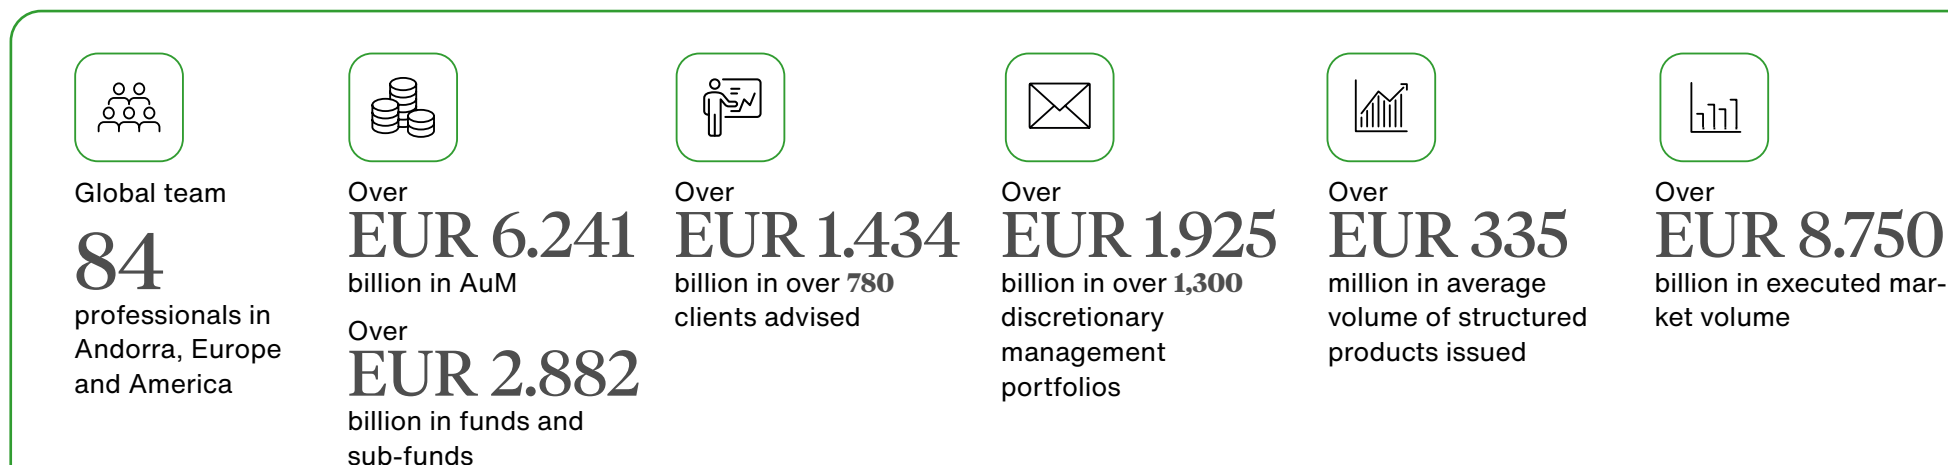 Global team
84
professionals in
Andorra, Europe
and America
Over
EUR 6.241
billion in AuM
Over
EUR 2.882
billion in funds and
sub-funds
Over
EUR 1.434
billion in over 780
clients advised
Over
EUR 1.925
billion in over 1,300
discretionary
management
portfolios
Over
EUR 335
million in average
volume of structured
products issued
Over
EUR 8.750
billion in executed mar-
ket volume